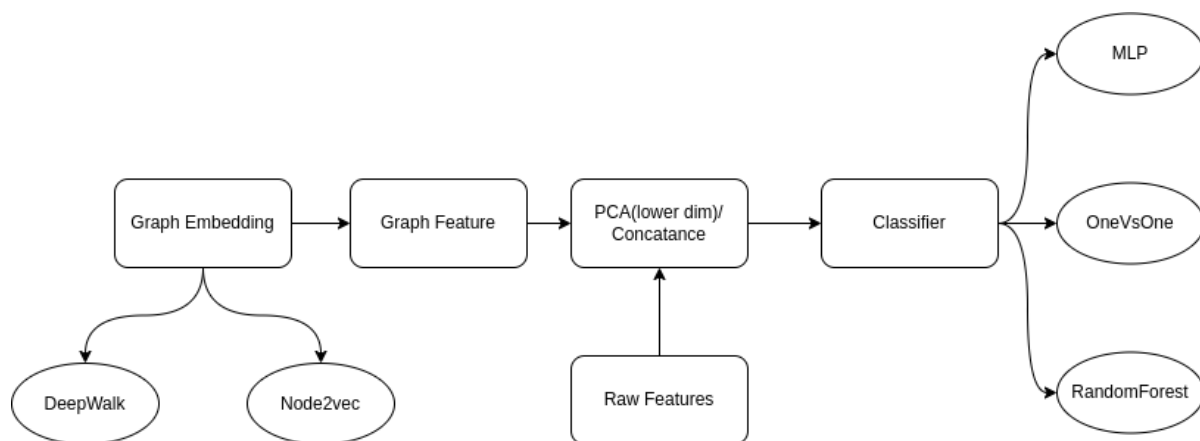 MLP
Graph Embedding
Graph Feature
PCA(lower dim)/
Concatance
Classifier
OneVsOne
DeepWalk
Node2vec
Raw Features
RandomForest